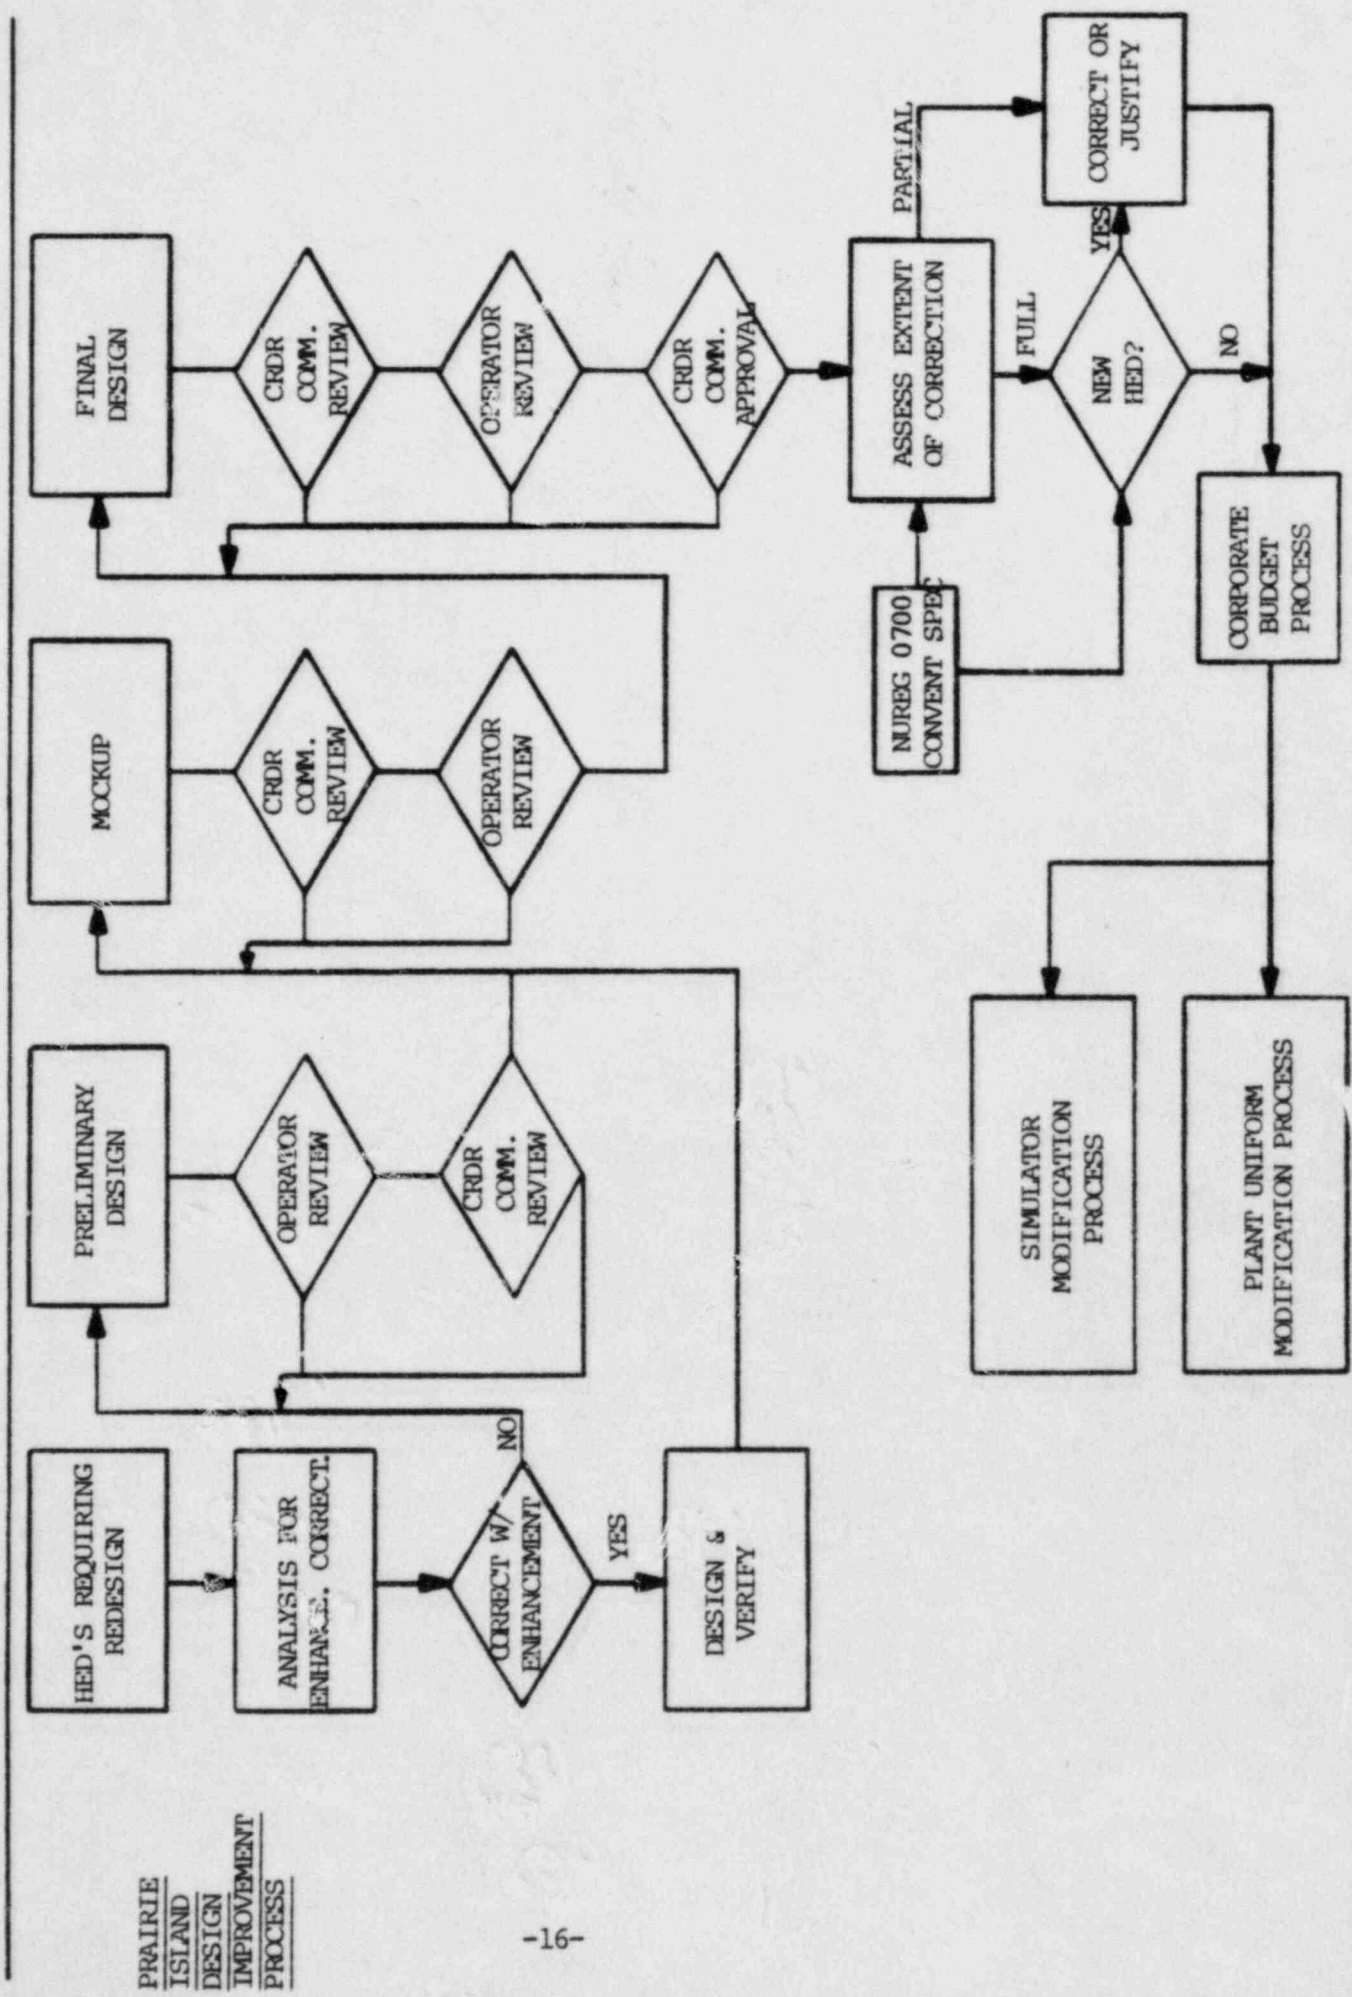 PRAIRIE
ISLAND
DESIGN
IMPROVEMENT
PROCESS
HED'S REQUIRING
REDESIGN
ANALYSIS FOR
ENHANCE. CORRECT.
CORRECT W/
ENHANCEMENT
NO
YES
DESIGN &
VERIFY
PRELIMINARY
DESIGN
OPERATOR
REVIEW
CRDR
COMM.
REVIEW
MOCKUP
CRDR
COMM.
REVIEW
OPERATOR
REVIEW
FINAL
DESIGN
CRDR
COMM.
REVIEW
OPERATOR
REVIEW
CRDR
COMM.
APPROVAL
NUREG 0700
CONVENT SPEC
ASSESS EXTENT
OF CORRECTION
PARTIAL
FULL
NEW
HED?
YES
NO
CORRECT OR
JUSTIFY
CORPORATE
BUDGET
PROCESS
SIMULATOR
MODIFICATION
PROCESS
PLANT UNIFORM
MODIFICATION PROCESS
-16-